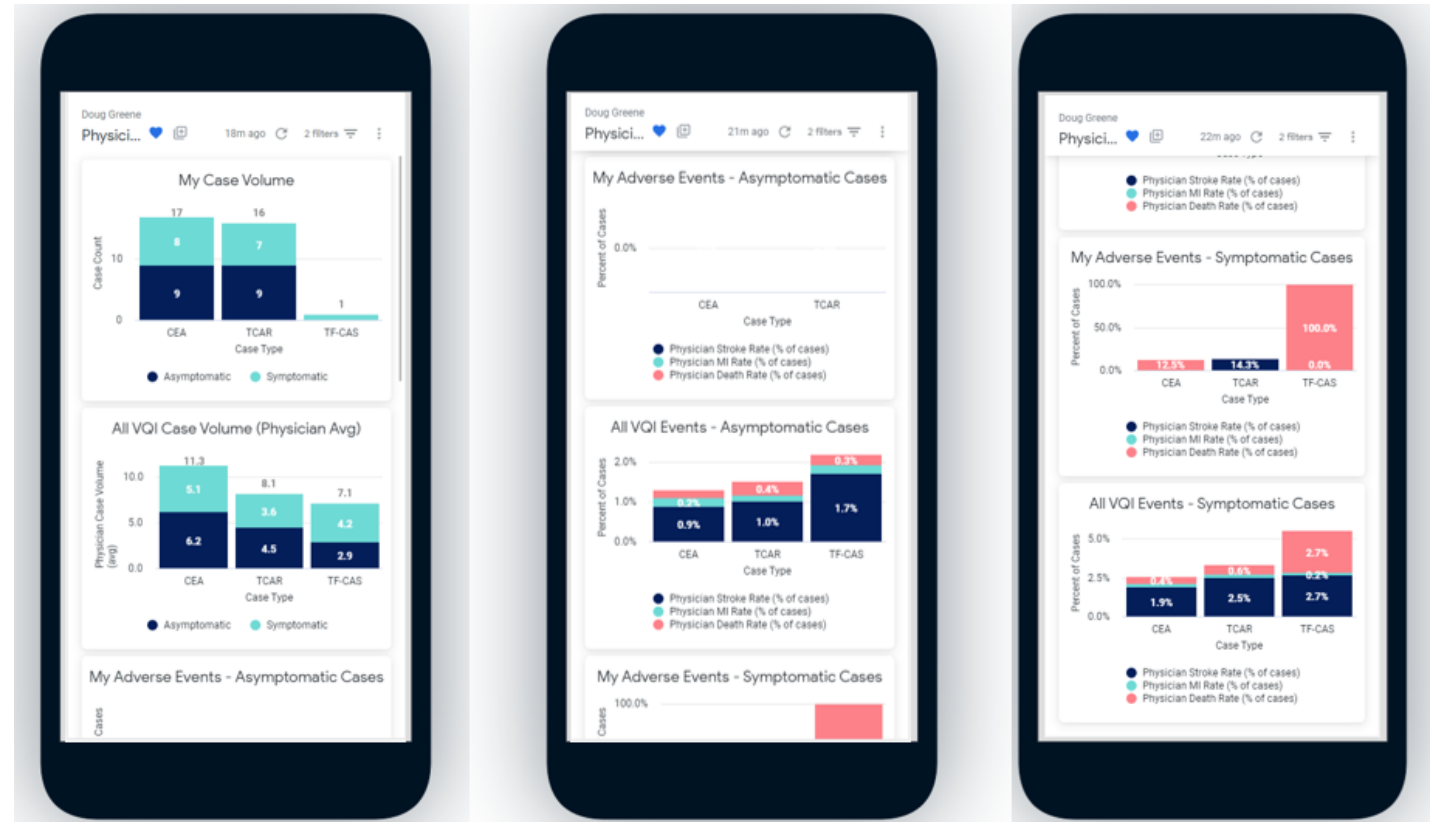 Doug Greene
Physici... 18m ago 2 filters
My Case Volume
17 16
8 7
10
Case Count
9 9 1
0
CEA TCAR TF-CAS
Case Type
Asymptomatic Symptomatic
All VQI Case Volume (Physician Avg)
11.3
10.0 8.1 7.1
5.1 3.6 4.2
Physician Case Volume
(avg)
5.0
6.2 4.5 2.9
0.0
CEA TCAR TF-CAS
Case Type
Asymptomatic Symptomatic
My Adverse Events - Asymptomatic Cases
Cases
Doug Greene
Physici... 21m ago 2 filters
My Adverse Events - Asymptomatic Cases
Percent of Cases
0.0%
CEA TCAR
Case Type
Physician Stroke Rate (% of cases)
Physician MI Rate (% of cases)
Physician Death Rate (% of cases)
All VQI Events - Asymptomatic Cases
2.0% 0.3%
Percent of Cases
0.4%
1.0% 0.2%
0.9% 1.0% 1.7%
0.0%
CEA TCAR TF-CAS
Case Type
Physician Stroke Rate (% of cases)
Physician MI Rate (% of cases)
Physician Death Rate (% of cases)
My Adverse Events - Symptomatic Cases
100.0%
Cases
Doug Greene
Physici... 22m ago 2 filters
Physician Stroke Rate (% of cases)
Physician MI Rate (% of cases)
Physician Death Rate (% of cases)
My Adverse Events - Symptomatic Cases
100.0%
Percent of Cases
50.0% 100.0%
0.0% 12.5% 14.3% 0.0%
CEA TCAR TF-CAS
Case Type
Physician Stroke Rate (% of cases)
Physician MI Rate (% of cases)
Physician Death Rate (% of cases)
All VQI Events - Symptomatic Cases
5.0%
2.7%
Percent of Cases
2.5% 0.4% 0.6% 0.2%
1.9% 2.5% 2.7%
0.0%
CEA TCAR TF-CAS
Case Type
Physician Stroke Rate (% of cases)
Physician MI Rate (% of cases)
Physician Death Rate (% of cases)